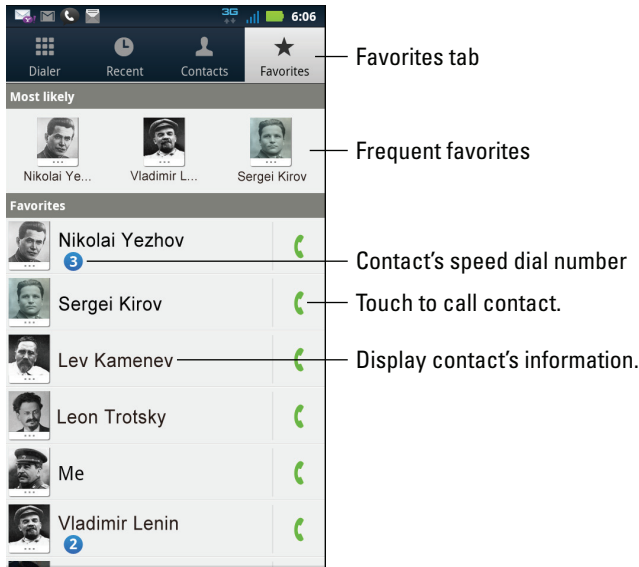 3G 6:06
Dialer Recent Contacts Favorites
Favorites tab
Most likely
Nikolai Ye... Vladimir L... Sergei Kirov
Frequent favorites
Favorites
Nikolai Yezhov
3
Contact's speed dial number
Sergei Kirov
Touch to call contact.
Lev Kamenev
Display contact's information.
Leon Trotsky
Me
Vladimir Lenin
2